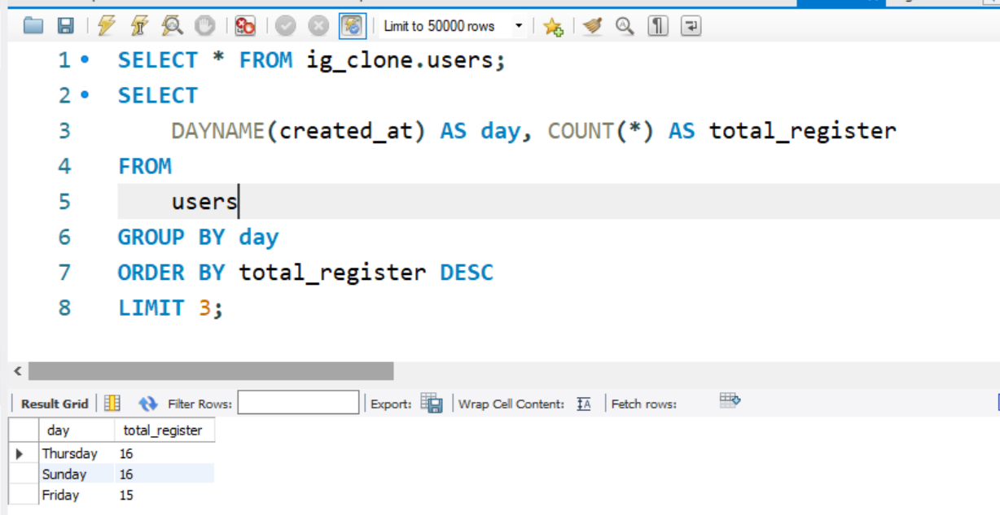 Limit to 50000 rows
1 SELECT * FROM ig_clone.users;
2 SELECT
3 DAYNAME(created_at) AS day, COUNT(*) AS total_register
4 FROM
5 users
6 GROUP BY day
7 ORDER BY total_register DESC
8 LIMIT 3;
Result Grid Filter Rows: Export: Wrap Cell Content: IA Fetch rows:
day total_register
Thursday 16
Sunday 16
Friday 15